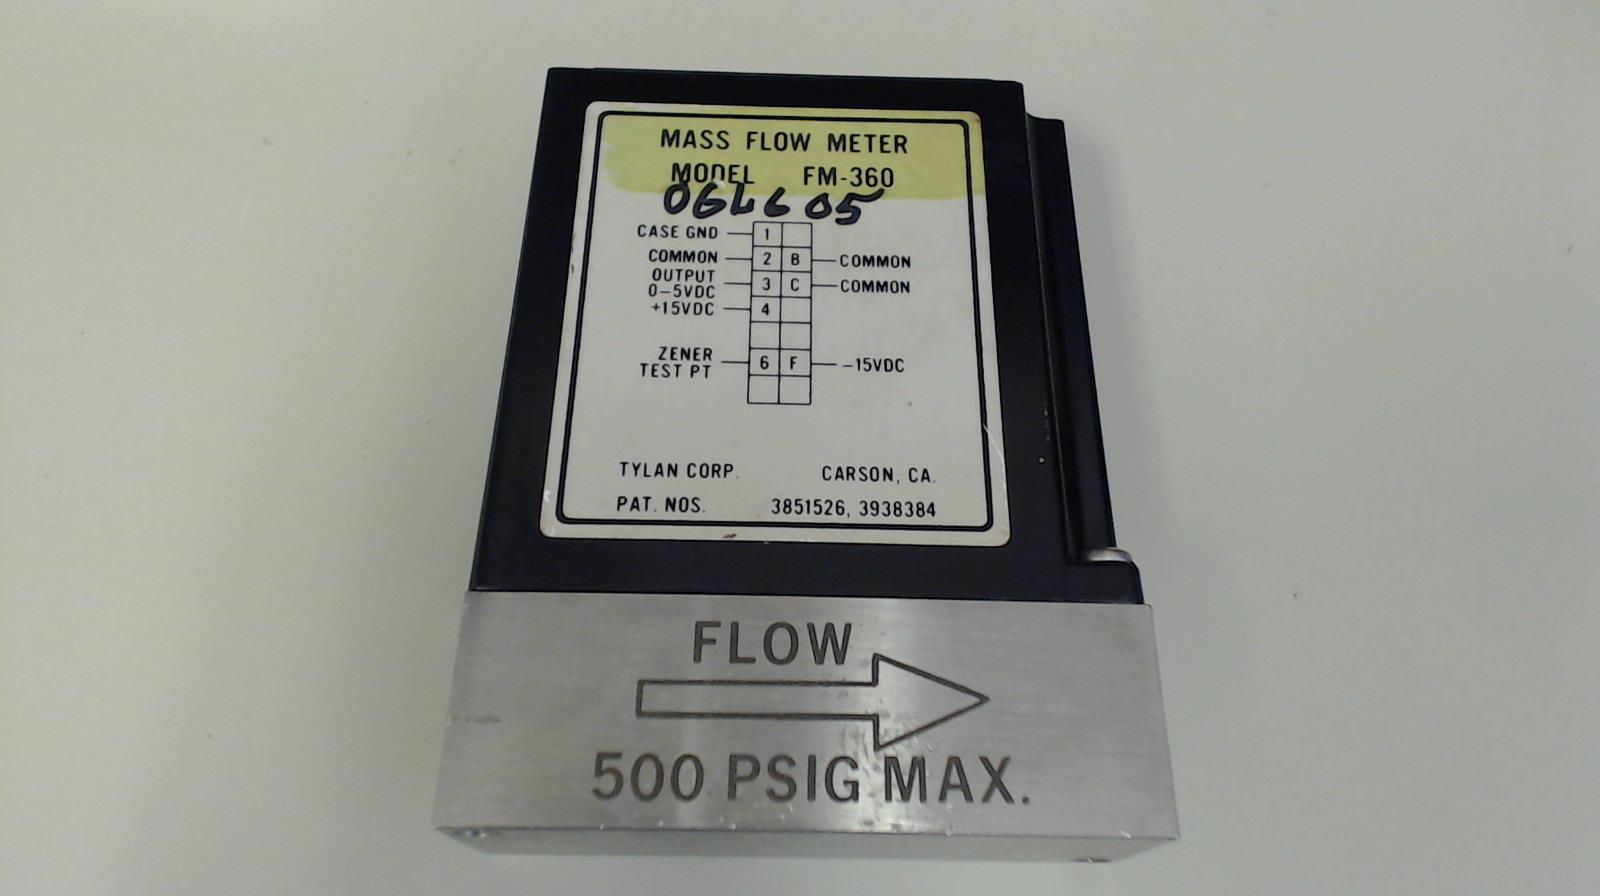 MASS FLOW METER
MODEL FM-360
CASE GND 1
COMMON 2 B COMMON
OUTPUT
0-5VDC 3 C COMMON
+15VDC 4
ZENER
TEST PT 6 F -15VDC
TYLAN CORP. CARSON, CA.
PAT. NOS. 3851526, 3938384
FLOW
500 PSIG MAX.